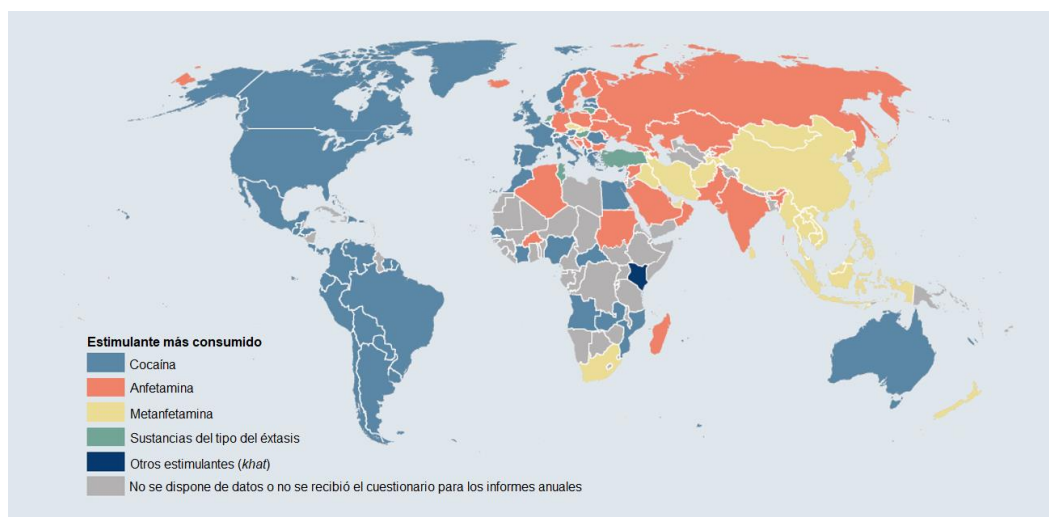 Estimulante más consumido
Cocaína
Anfetamina
Metanfetamina
Sustancias del tipo del éxtasis
Otros estimulantes (khat)
No se dispone de datos o no se recibió el cuestionario para los informes anuales